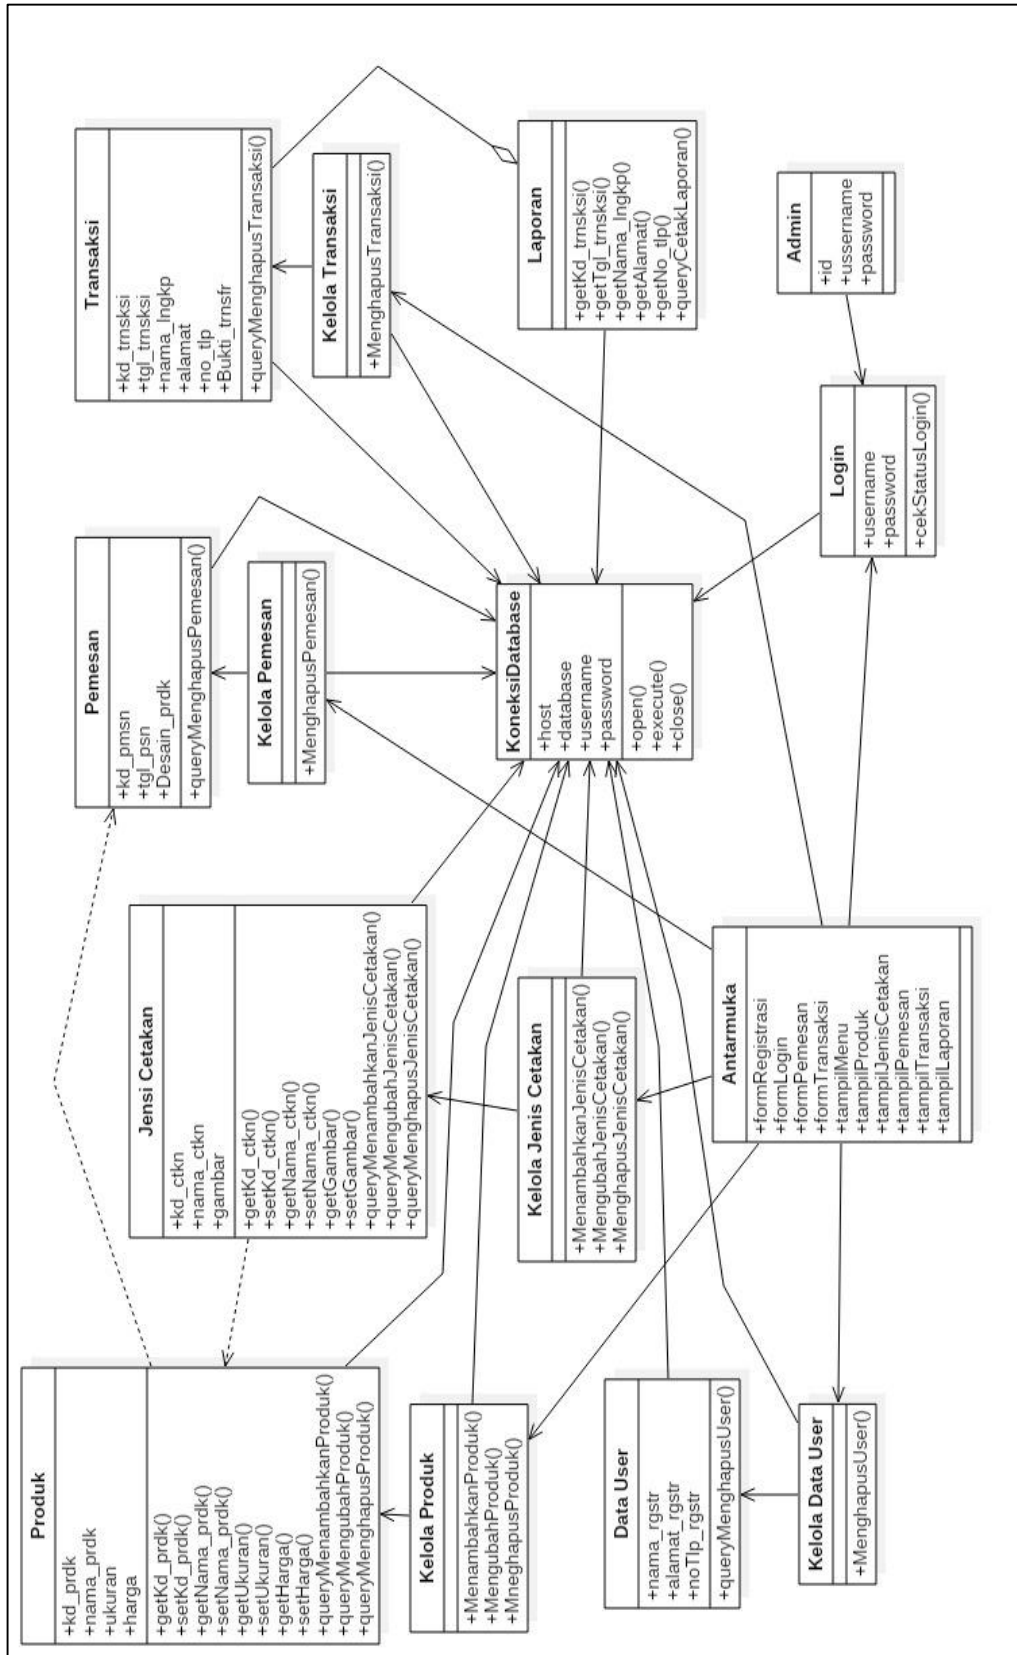 Produk
+kd_prdk
+nama_prdk
+ukuran
+harga
+getKd_prdk()
+setKd_prdk()
+getNama_prdk()
+setNama_prdk()
+getUkuran()
+setUkuran()
+getHarga()
+setHarga()
+queryMenambahkanProduk()
+queryMengubahProduk()
+queryMenghapusProduk()
Jensi Cetakan
+kd_ctkn
+nama_ctkn
+gambar
+getKd_ctkn()
+setKd_ctkn()
+getNama_ctkn()
+setNama_ctkn()
+getGambar()
+setGambar()
+queryMenambahkanJenisCetakan()
+queryMengubahJenisCetakan()
+queryMenghapusJenisCetakan()
Pemesan
+kd_pmsn
+tgl_psn
+Desain_prdk
+queryMenghapusPemesan()
Transaksi
+kd_trnsksi
+tgl_trnsksi
+nama_lngkp
+alamat
+no_tlp
+Bukti_trnsfr
+queryMenghapusTransaksi()
Kelola Pemesan
+MenghapusPemesan()
Kelola Transaksi
+MenghapusTransaksi()
Kelola Produk
+MenambahkanProduk()
+MengubahProduk()
+MneghapusProduk()
Kelola Jenis Cetakan
+MenambahkanJenisCetakan()
+MengubahJenisCetakan()
+MenghapusJenisCetakan()
KoneksiDatabase
+host
+database
+username
+password
+open()
+execute()
+close()
Laporan
+getKd_trnsksi()
+getTgl_trnsksi()
+getNama_lngkp()
+getAlamat()
+getNo_tlp()
+queryCetakLaporan()
Data User
+nama_rgstr
+alamat_rgstr
+noTlp_rgstr
+queryMenghapusUser()
Kelola Data User
+MenghapusUser()
Antarmuka
+formRegistrasi
+formLogin
+formPemesan
+formTransaksi
+tampilMenu
+tampilProduk
+tampilJenisCetakan
+tampilPemesan
+tampilTransaksi
+tampilLaporan
Login
+username
+password
+cekStatusLogin()
Admin
+id
+ussername
+password